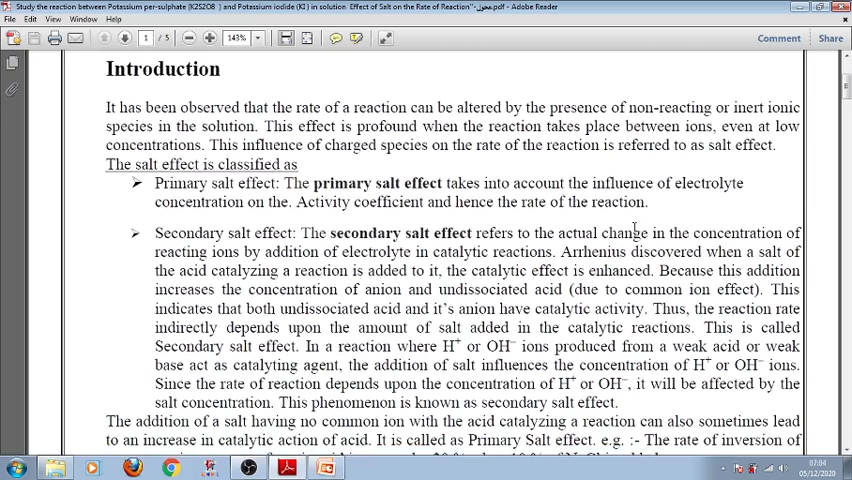 Study the reaction between Potassium per-sulphate [K2S2O8 ] and Potassium iodide (KI ) in solution Effect of Salt on the Rate of Reaction"-محول.pdf - Adobe Reader
File Edit View Window Help
1 / 5 143% Comment Share
Introduction
It has been observed that the rate of a reaction can be altered by the presence of non-reacting or inert ionic
species in the solution. This effect is profound when the reaction takes place between ions, even at low
concentrations. This influence of charged species on the rate of the reaction is referred to as salt effect.
The salt effect is classified as
➢ Primary salt effect: The primary salt effect takes into account the influence of electrolyte
concentration on the. Activity coefficient and hence the rate of the reaction.
➢ Secondary salt effect: The secondary salt effect refers to the actual change in the concentration of
reacting ions by addition of electrolyte in catalytic reactions. Arrhenius discovered when a salt of
the acid catalyzing a reaction is added to it, the catalytic effect is enhanced. Because this addition
increases the concentration of anion and undissociated acid (due to common ion effect). This
indicates that both undissociated acid and it's anion have catalytic activity. Thus, the reaction rate
indirectly depends upon the amount of salt added in the catalytic reactions. This is called
Secondary salt effect. In a reaction where H⁺ or OH⁻ ions produced from a weak acid or weak
base act as catalyting agent, the addition of salt influences the concentration of H⁺ or OH⁻ ions.
Since the rate of reaction depends upon the concentration of H⁺ or OH⁻, it will be affected by the
salt concentration. This phenomenon is known as secondary salt effect.
The addition of a salt having no common ion with the acid catalyzing a reaction can also sometimes lead
to an increase in catalytic action of acid. It is called as Primary Salt effect. e.g. :- The rate of inversion of
07:04
05/12/2020